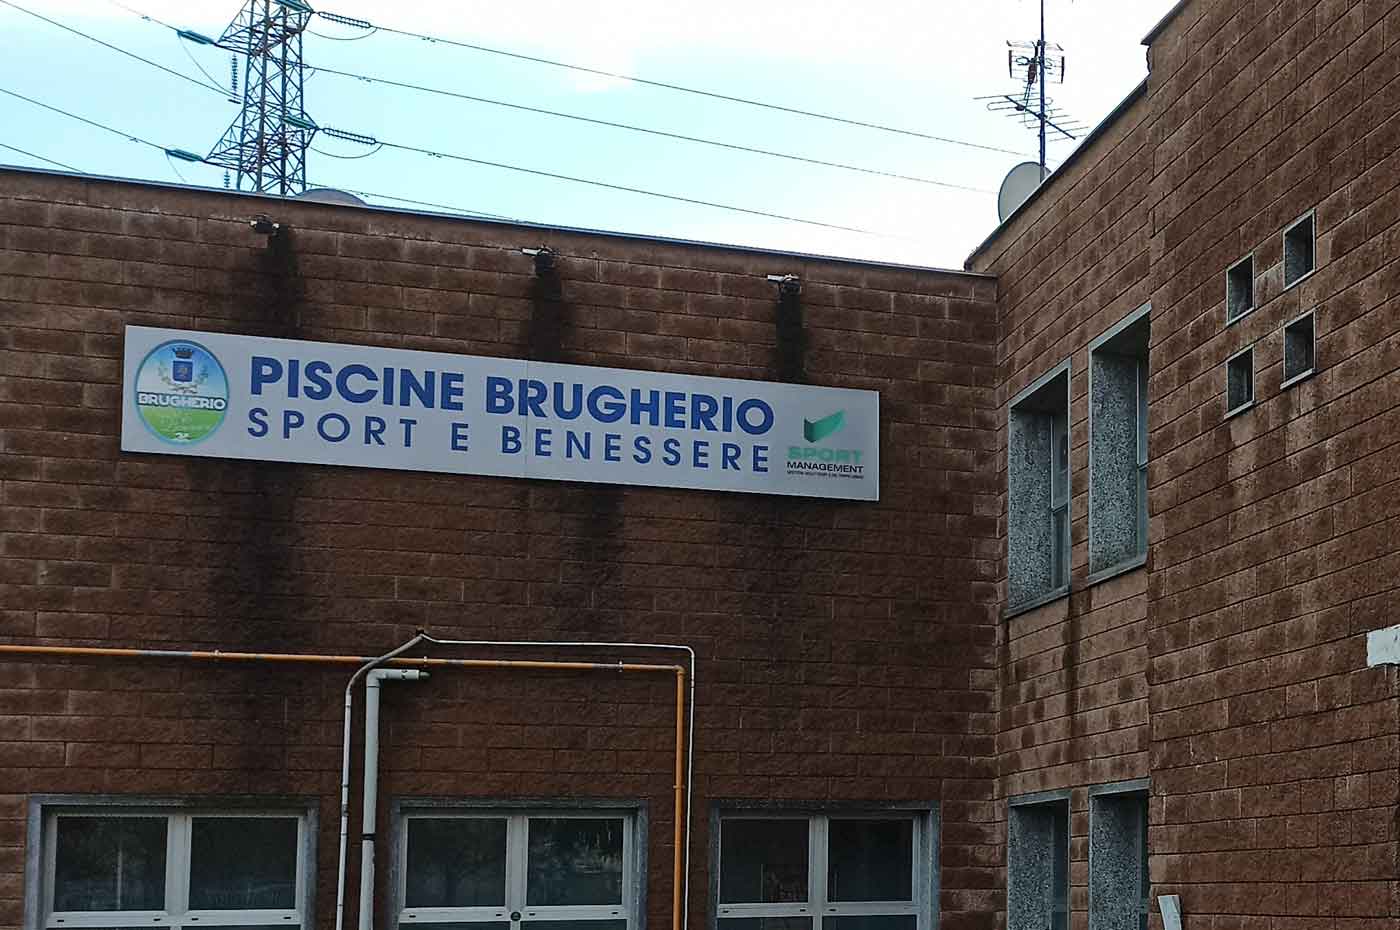 BRUGHERIO
PISCINE BRUGHERIO
SPORT E BENESSERE
SPORT
MANAGEMENT